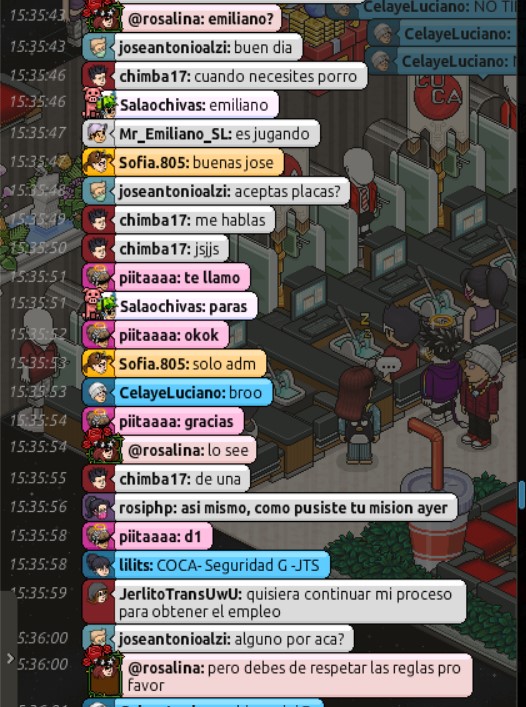 CelayeLuciano: NO TI
15:35:43 @rosalina: emiliano?
CelayeLuciano:
15:35:43 joseantonioalzi: buen dia
CelayeLuciano:
15:35:46 chimba17: cuando necesites porro
COCA
15:35:46 Salaochivas: emiliano
15:35:47 Mr_Emiliano_SL: es jugando
15:35:47 Sofia.805: buenas jose
15:35:48 joseantonioalzi: aceptas placas?
15:35:49 chimba17: me hablas
15:35:50 chimba17: jsjjs
15:35:51 piitaaaa: te llamo
15:35:51 Salaochivas: paras
15:35:52 piitaaaa: okok
z
15:35:53 Sofia.805: solo adm
15:35:53 CelayeLuciano: broo
15:35:54 piitaaaa: gracias
15:35:54 @rosalina: lo see
15:35:55 chimba17: de una
15:35:56 rosiphp: asi mismo, como pusiste tu mision ayer
15:35:58 piitaaaa: d1
15:35:58 lilits: COCA- Seguridad G -JTS
15:35:59 JerlitoTransUwU: quisiera continuar mi proceso
para obtener el empleo
5:36:00 joseantonioalzi: alguno por aca?
5:36:00 @rosalina: pero debes de respetar las reglas pro
favor